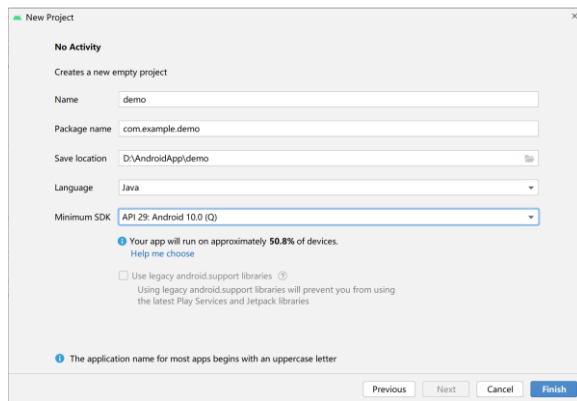 New Project
No Activity
Creates a new empty project
Name demo
Package name com.example.demo
Save location D:\AndroidApp\demo
Language Java
Minimum SDK API 29: Android 10.0 (Q)
Your app will run on approximately 50.8% of devices.
Help me choose
Use legacy android.support libraries ?
Using legacy android.support libraries will prevent you from using
the latest Play Services and Jetpack libraries
The application name for most apps begins with an uppercase letter
Previous Next Cancel Finish